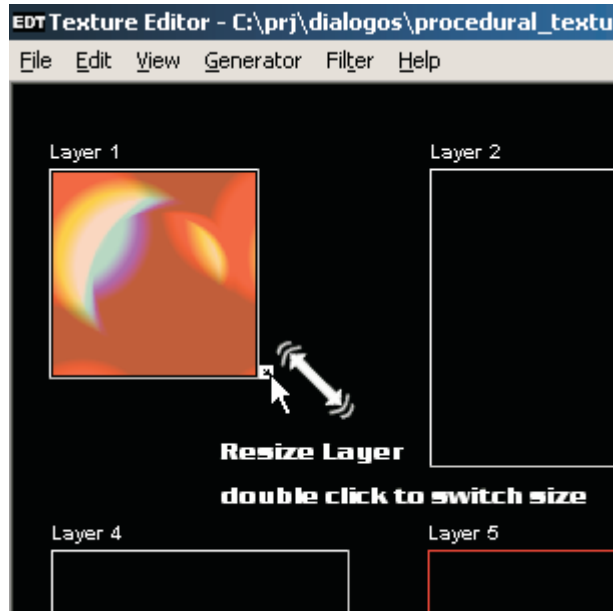 EDT Texture Editor - C:\prj\dialogos\procedural_textu
File Edit View Generator Filter Help
Layer 1 Layer 2
Resize Layer
double click to switch size
Layer 4 Layer 5